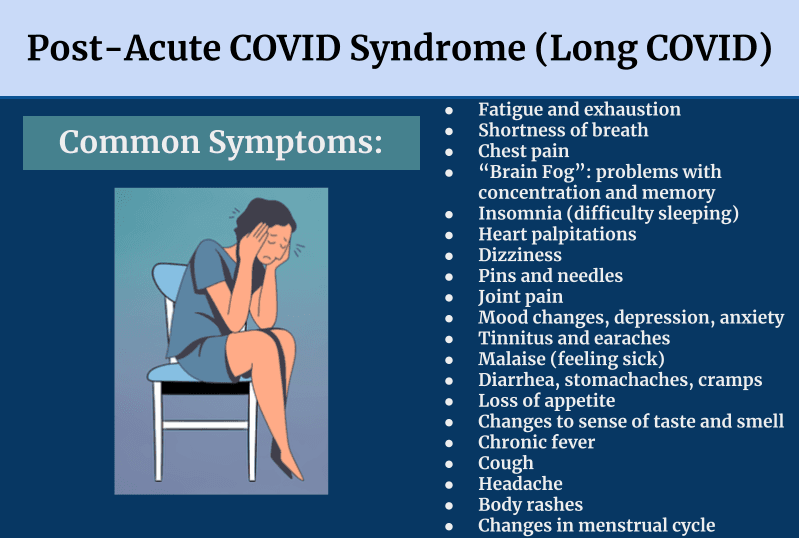 Post-Acute COVID Syndrome (Long COVID)
Common Symptoms:
● Fatigue and exhaustion
● Shortness of breath
● Chest pain
● “Brain Fog”: problems with
concentration and memory
● Insomnia (difficulty sleeping)
● Heart palpitations
● Dizziness
● Pins and needles
● Joint pain
● Mood changes, depression, anxiety
● Tinnitus and earaches
● Malaise (feeling sick)
● Diarrhea, stomachaches, cramps
● Loss of appetite
● Changes to sense of taste and smell
● Chronic fever
● Cough
● Headache
● Body rashes
● Changes in menstrual cycle